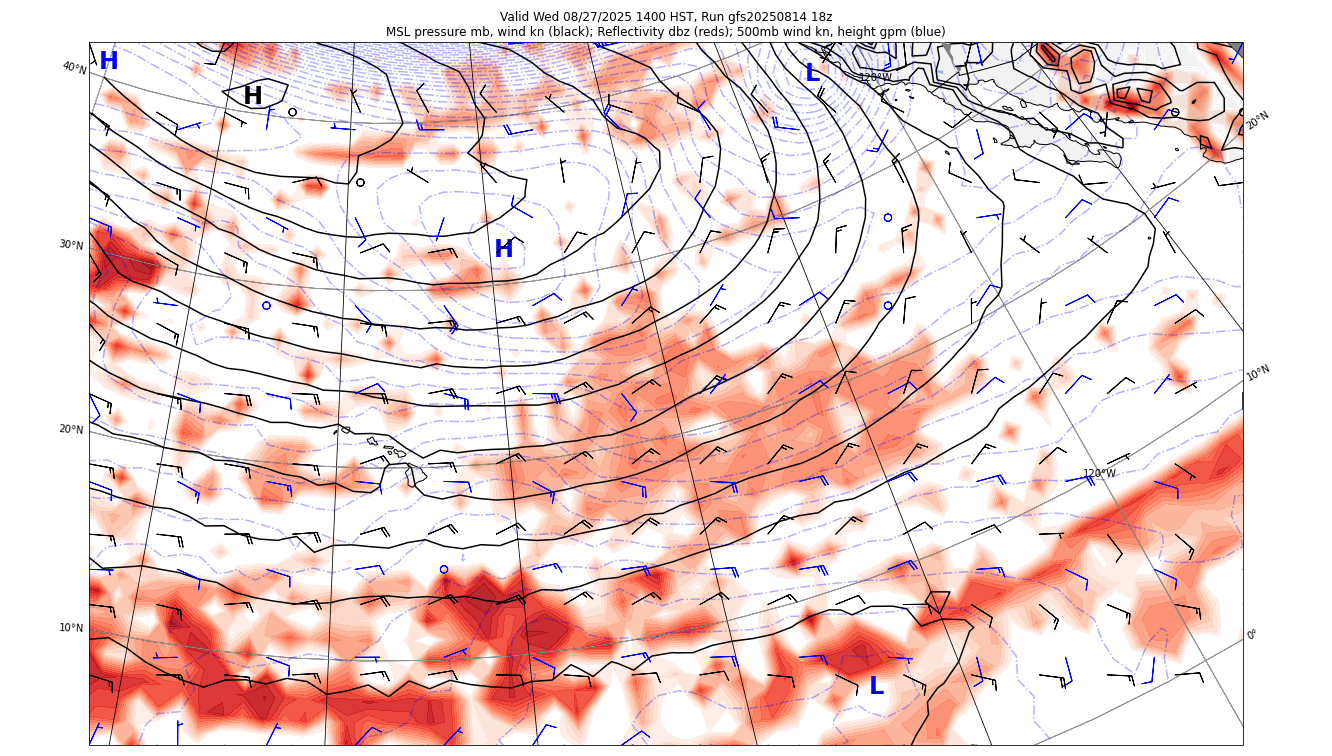 Valid Wed 08/27/2025 1400 HST, Run gfs20250814 18z
MSL pressure mb, wind kn (black); Reflectivity dbz (reds); 500mb wind kn, height gpm (blue)
H
L
40°N
120°W
H
20°N
30°N
H
10°N
20°N
120°W
10°N
0°
L